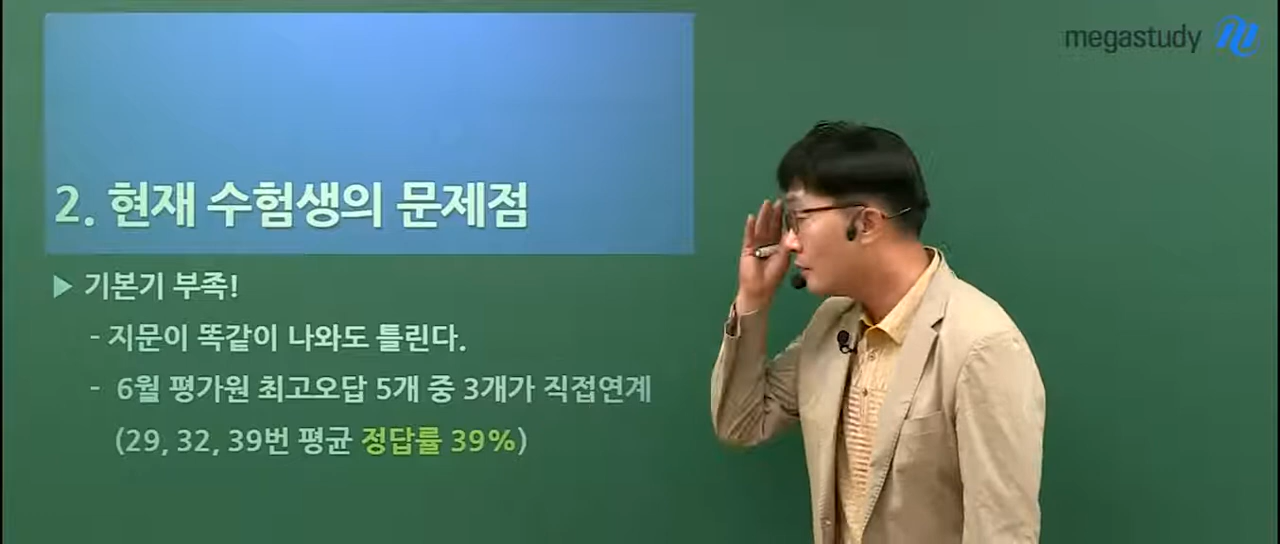 megastudy
2. 현재 수험생의 문제점
▶ 기본기 부족!
- 지문이 똑같이 나와도 틀린다.
- 6월 평가원 최고오답 5개 중 3개가 직접연계
(29, 32, 39번 평균 정답률 39%)